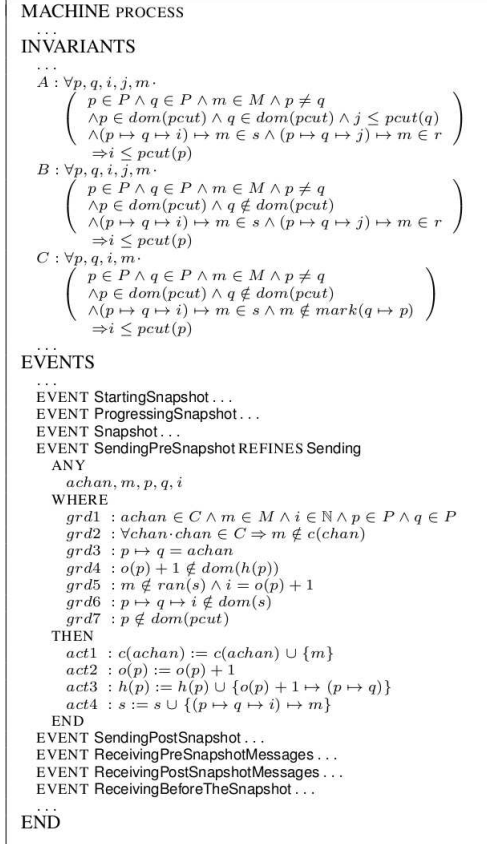 MACHINE PROCESS
...
INVARIANTS
...
A : ∀p, q, i, j, m·
( p ∈ P ∧ q ∈ P ∧ m ∈ M ∧ p ≠ q
∧p ∈ dom(pcut) ∧ q ∈ dom(pcut) ∧ j ≤ pcut(q)
∧(p ↦ q ↦ i) ↦ m ∈ s ∧ (p ↦ q ↦ j) ↦ m ∈ r )
⇒i ≤ pcut(p)
B : ∀p, q, i, j, m·
( p ∈ P ∧ q ∈ P ∧ m ∈ M ∧ p ≠ q
∧p ∈ dom(pcut) ∧ q ∉ dom(pcut)
∧(p ↦ q ↦ i) ↦ m ∈ s ∧ (p ↦ q ↦ j) ↦ m ∈ r )
⇒i ≤ pcut(p)
C : ∀p, q, i, m·
( p ∈ P ∧ q ∈ P ∧ m ∈ M ∧ p ≠ q
∧p ∈ dom(pcut) ∧ q ∉ dom(pcut)
∧(p ↦ q ↦ i) ↦ m ∈ s ∧ m ∉ mark(q ↦ p) )
⇒i ≤ pcut(p)
...
EVENTS
...
EVENT StartingSnapshot ...
EVENT ProgressingSnapshot ...
EVENT Snapshot ...
EVENT SendingPreSnapshot REFINES Sending
ANY
achan, m, p, q, i
WHERE
grd1 : achan ∈ C ∧ m ∈ M ∧ i ∈ ℕ ∧ p ∈ P ∧ q ∈ P
grd2 : ∀chan·chan ∈ C ⇒ m ∉ c(chan)
grd3 : p ↦ q = achan
grd4 : o(p) + 1 ∉ dom(h(p))
grd5 : m ∉ ran(s) ∧ i = o(p) + 1
grd6 : p ↦ q ↦ i ∉ dom(s)
grd7 : p ∉ dom(pcut)
THEN
act1 : c(achan) := c(achan) ∪ {m}
act2 : o(p) := o(p) + 1
act3 : h(p) := h(p) ∪ {o(p) + 1 ↦ (p ↦ q)}
act4 : s := s ∪ {(p ↦ q ↦ i) ↦ m}
END
EVENT SendingPostSnapshot ...
EVENT ReceivingPreSnapshotMessages ...
EVENT ReceivingPostSnapshotMessages ...
EVENT ReceivingBeforeTheSnapshot ...
...
END